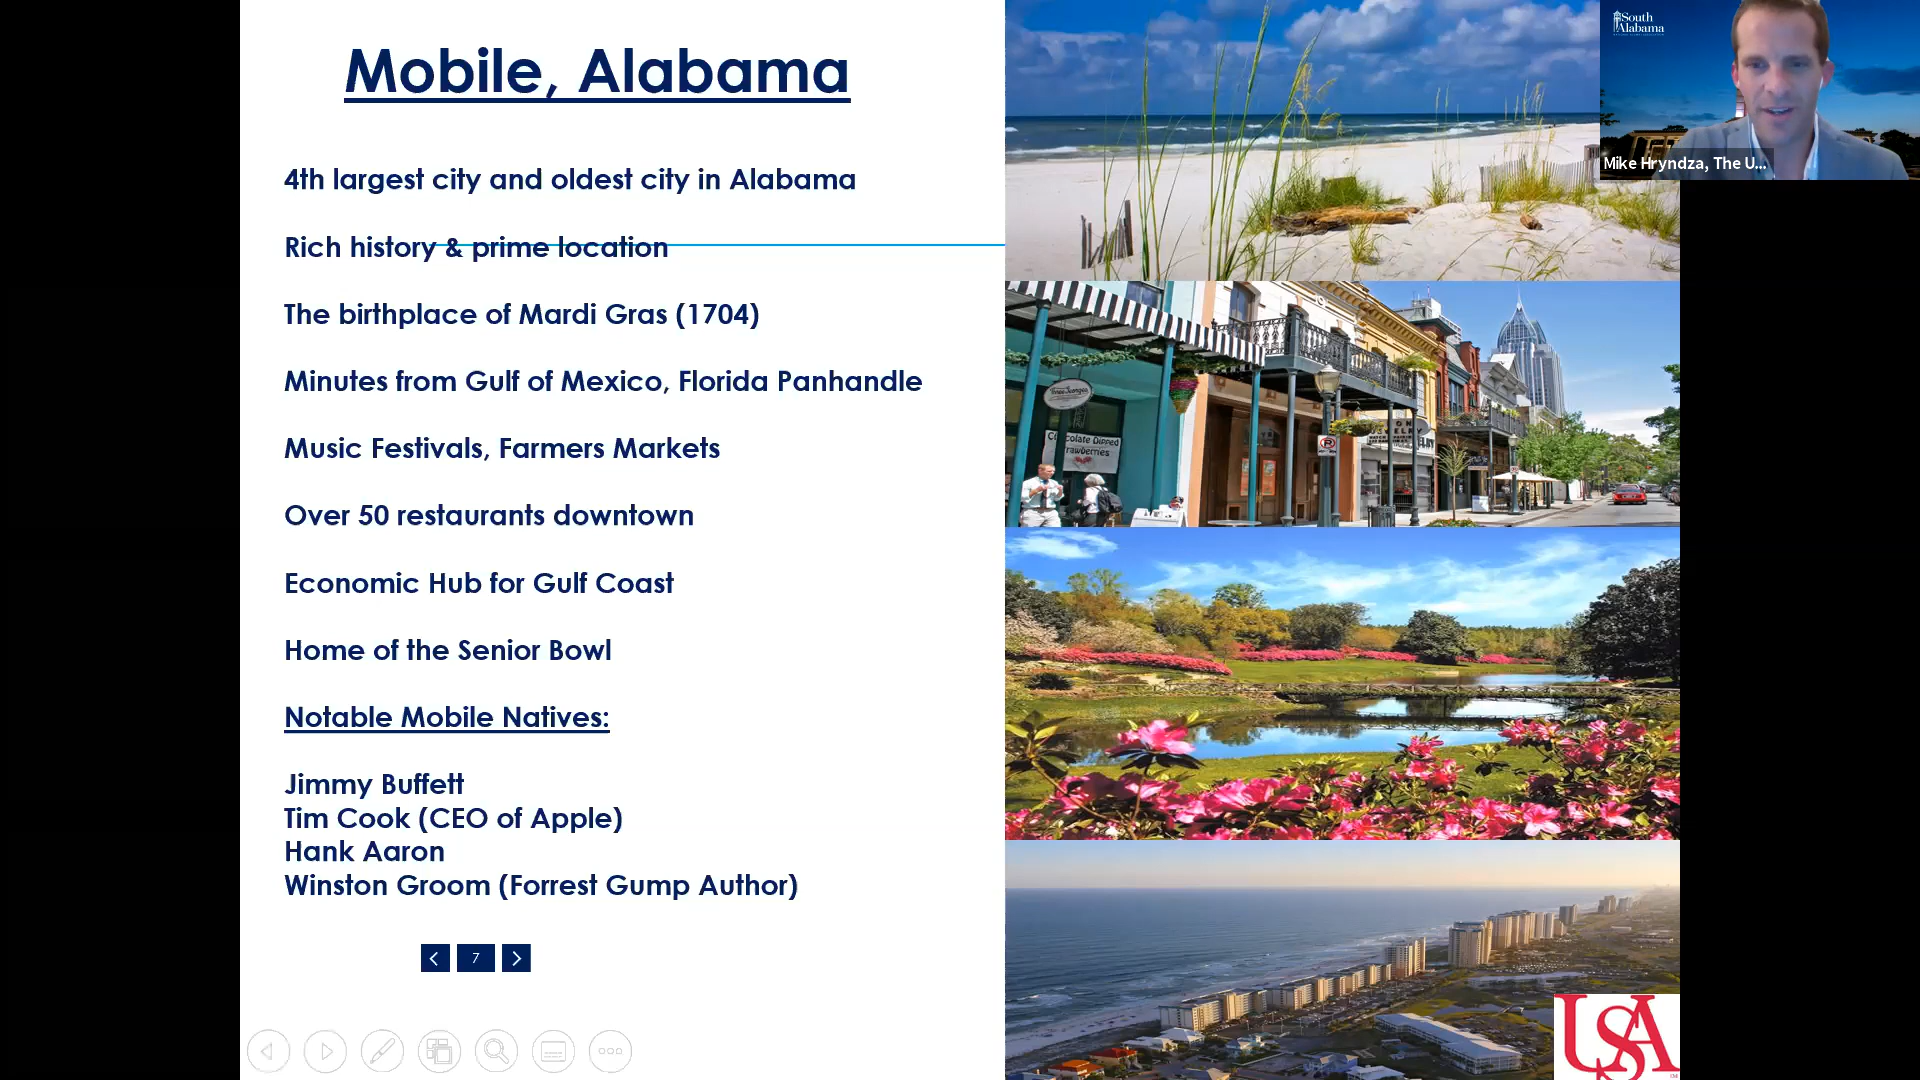 Mobile, Alabama
4th largest city and oldest city in Alabama
Rich history & prime location
The birthplace of Mardi Gras (1704)
Minutes from Gulf of Mexico, Florida Panhandle
Music Festivals, Farmers Markets
Over 50 restaurants downtown
Economic Hub for Gulf Coast
Home of the Senior Bowl
Notable Mobile Natives:
Jimmy Buffett
Tim Cook (CEO of Apple)
Hank Aaron
Winston Groom (Forrest Gump Author)
7
South
Alabama
Mike Hryndza, The U...
Dipped
USA